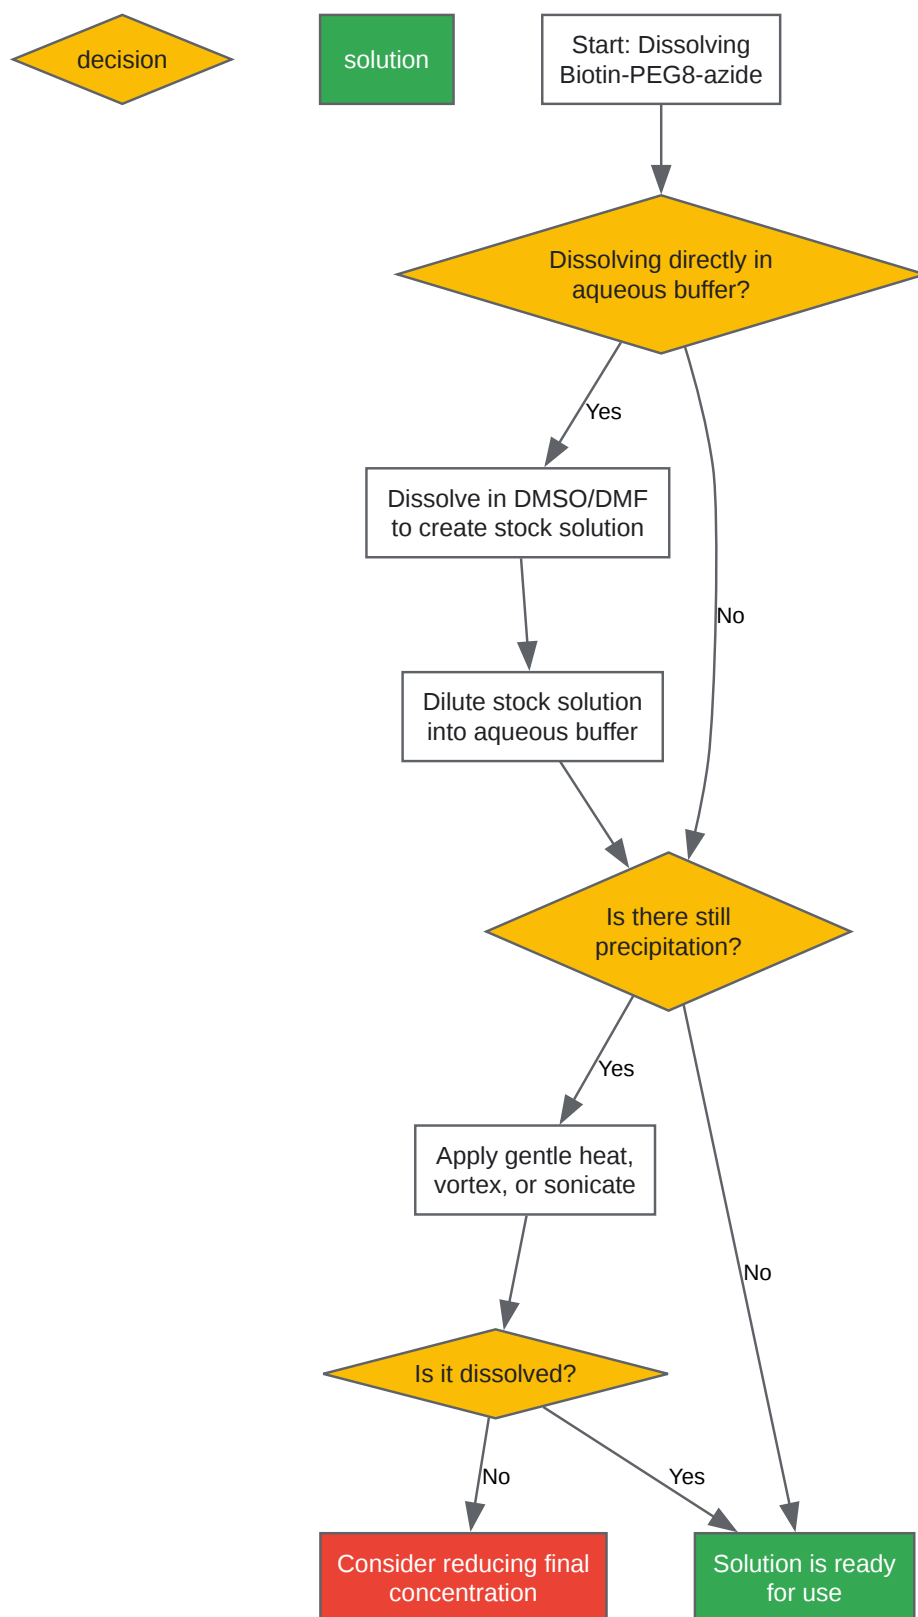 decision
solution
Start: Dissolving
Biotin-PEG8-azide
Dissolving directly in
aqueous buffer?
Yes
Dissolve in DMSO/DMF
to create stock solution
No
Dilute stock solution
into aqueous buffer
Is there still
precipitation?
Yes
Apply gentle heat,
vortex, or sonicate
No
Is it dissolved?
No
Yes
Consider reducing final
concentration
Solution is ready
for use